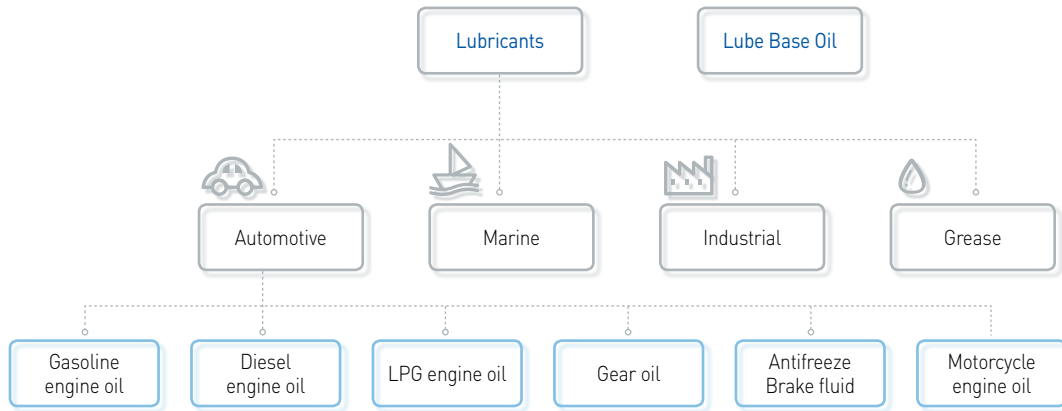 Lubricants
Lube Base Oil
Automotive
Marine
Industrial
Grease
Gasoline
engine oil
Diesel
engine oil
LPG engine oil
Gear oil
Antifreeze
Brake fluid
Motorcycle
engine oil